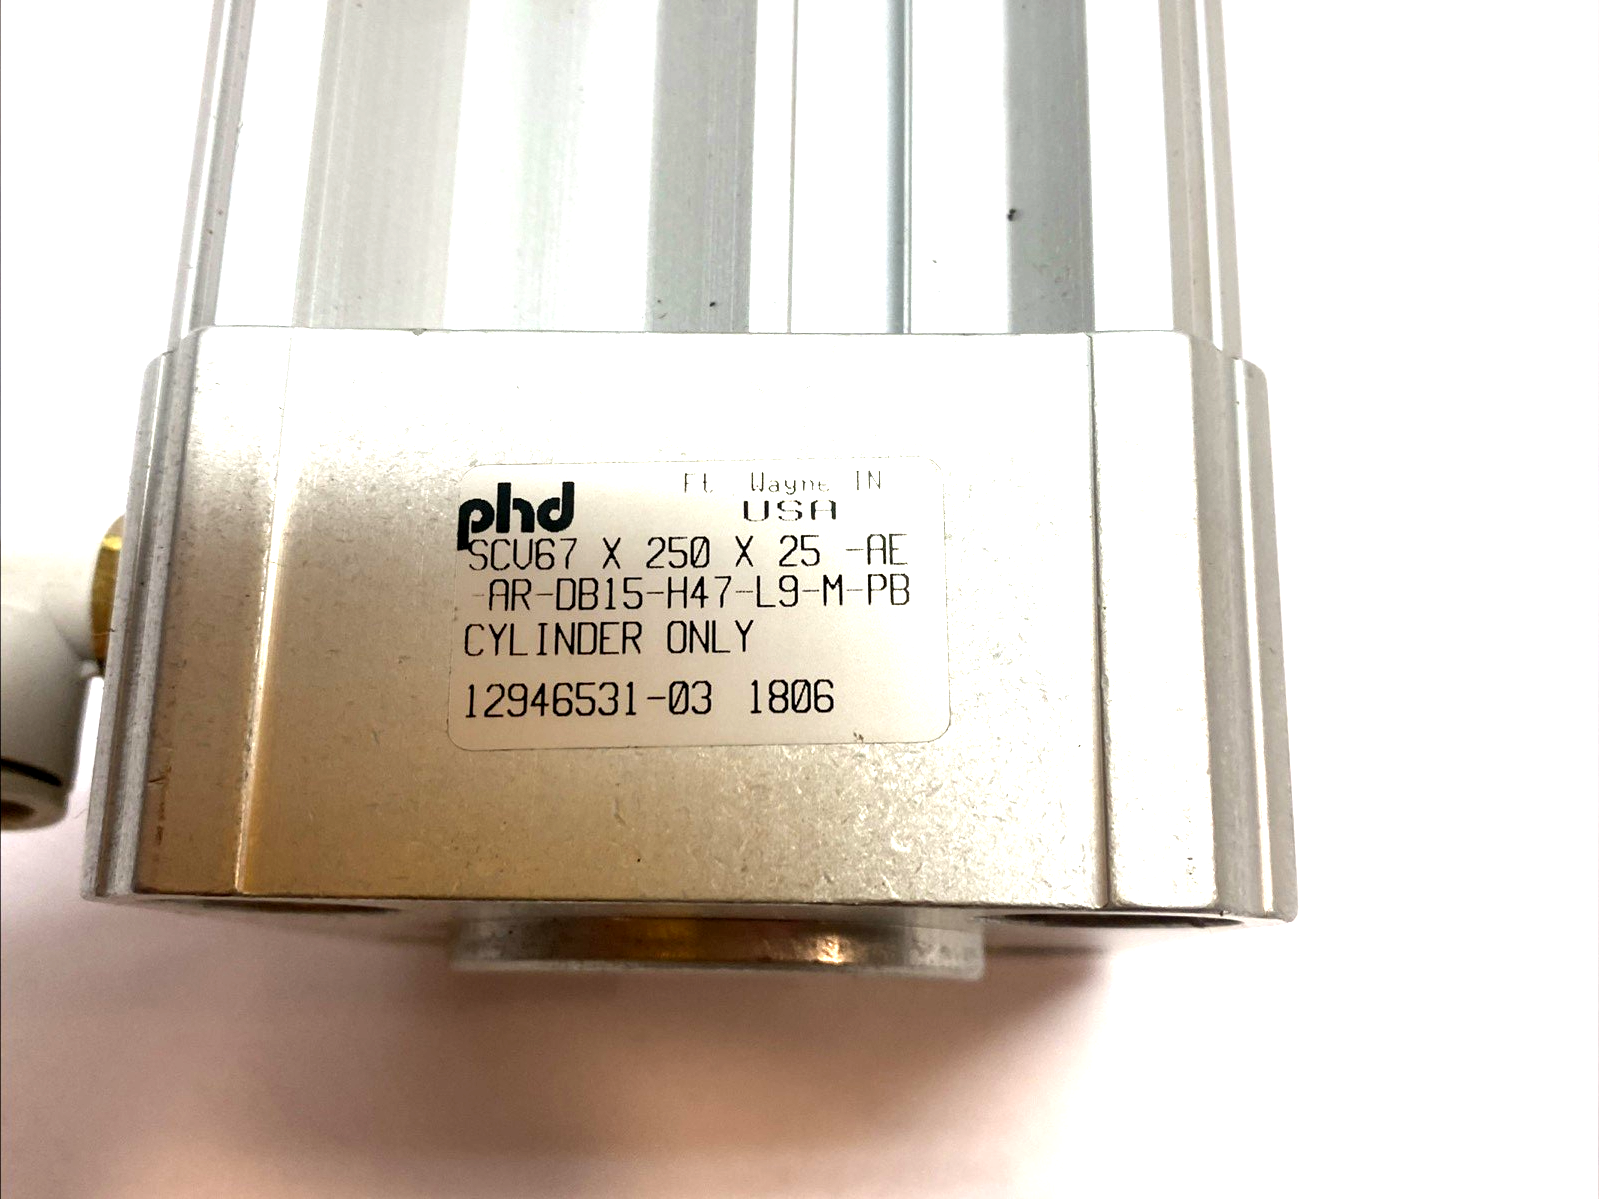 phd
Ft. Wayne IN
USA
SCV67 X 250 X 25 -AE
-AR-DB15-H47-L9-M-PB
CYLINDER ONLY
12946531-03 1806